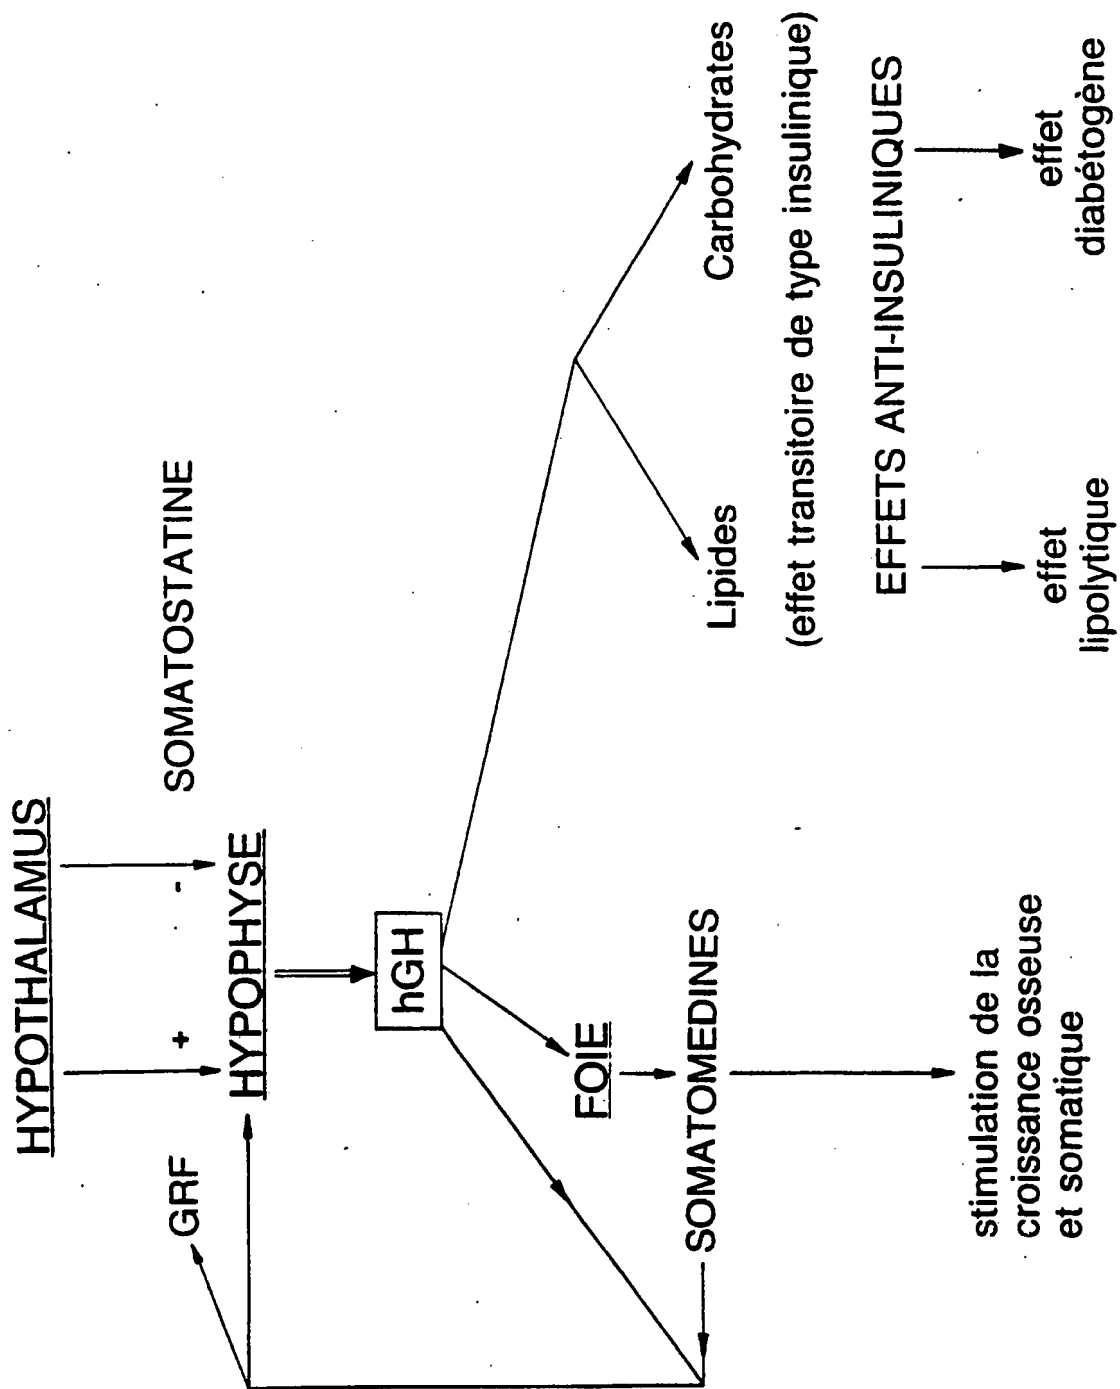 HYPOTHALAMUS
GRF
+
-
SOMATOSTATINE
HYPOPHYSE
hGH
FOIE
SOMATOMEDINES
Lipides
Carbohydrates
(effet transitoire de type insulinique)
EFFETS ANTI-INSULINIQUES
stimulation de la
croissance osseuse
et somatique
effet
lipolytique
effet
diabétogène